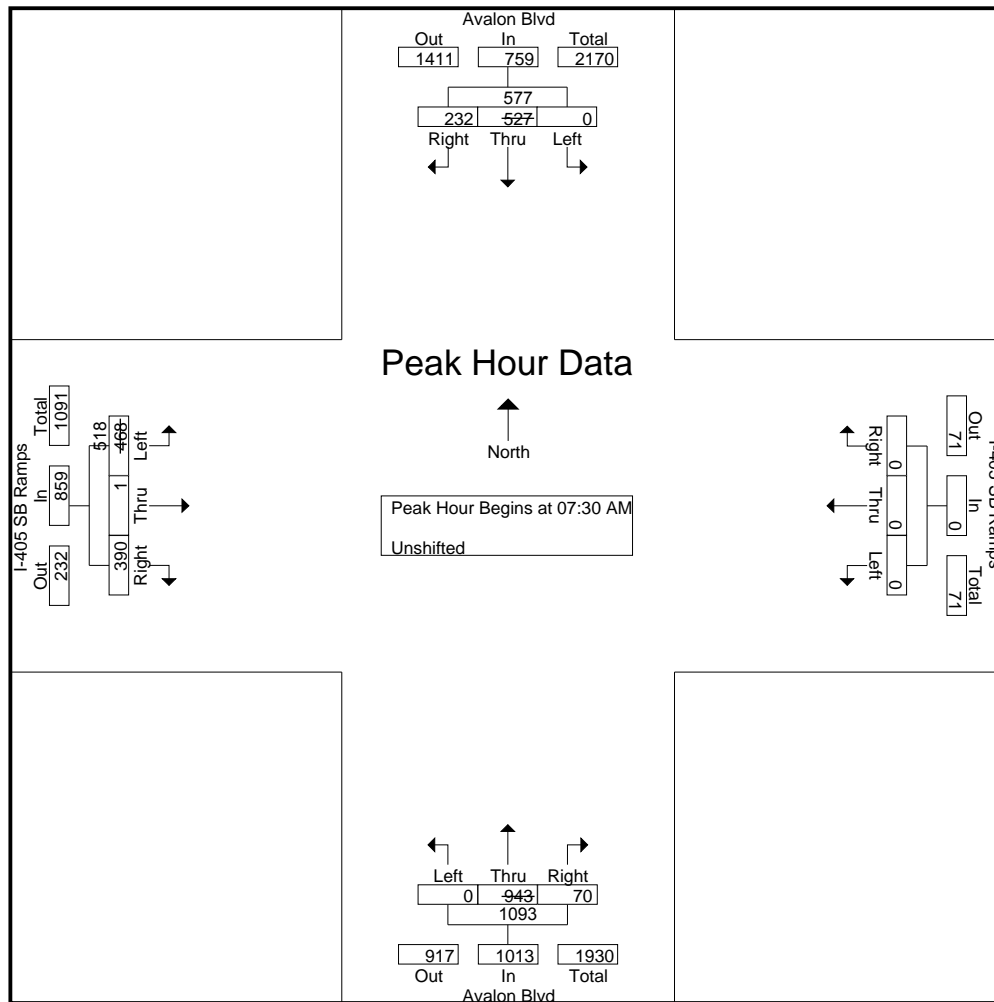 Avalon Blvd
Out In Total
1411 759 2170
577
232 527 0
Right Thru Left
Peak Hour Data
North
Peak Hour Begins at 07:30 AM
Unshifted
I-405 SB Ramps
Out In Total
232 859 1091
Right Thru Left
390 1 468
518
I-405 SB Ramps
Out In Total
71 0 71
Right Thru Left
0 0 0
Left Thru Right
0 943 70
1093
917 1013 1930
Out In Total
Avalon Blvd